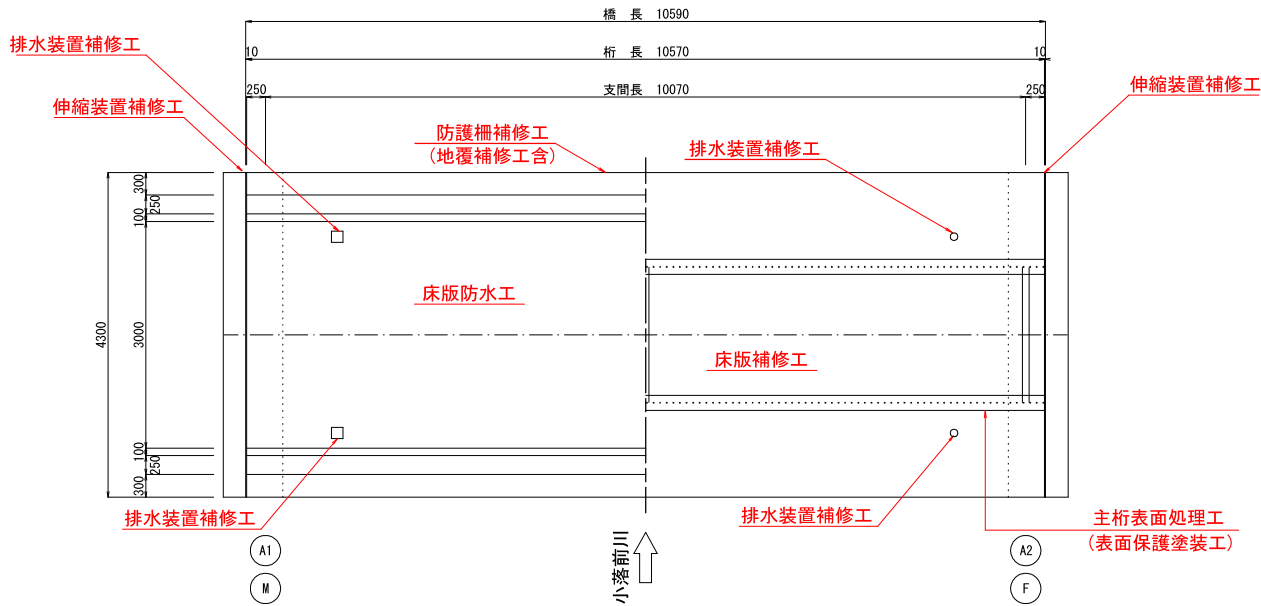 橋 長 10590
排水装置補修工
10
桁 長 10570
10
250
支間長 10070
250
伸縮装置補修工
伸縮装置補修工
防護柵補修工
(地覆補修工含)
排水装置補修工
300
250
100
床版防水工
4300
3000
床版補修工
100
250
300
排水装置補修工
排水装置補修工
主桁表面処理工
(表面保護塗装工)
小落前川
A1
A2
M
F